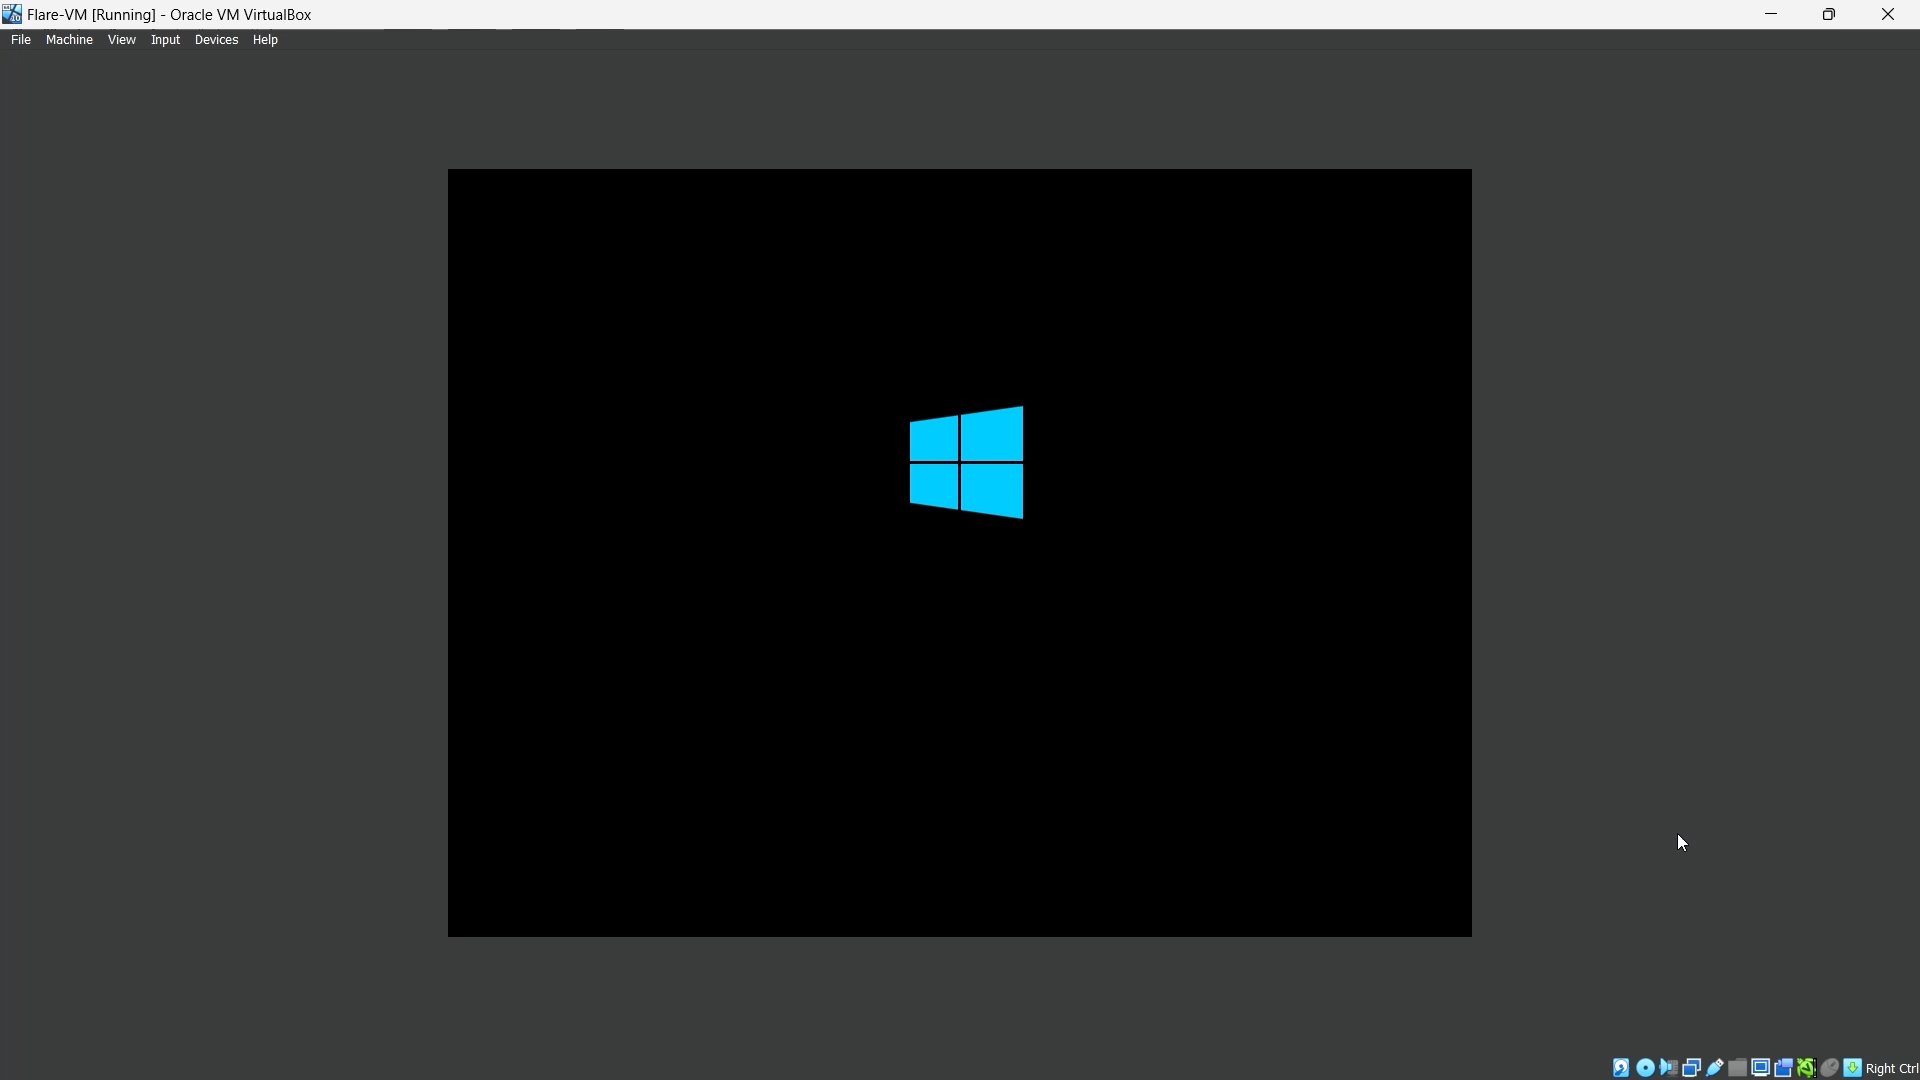 Flare-VM [Running] - Oracle VM VirtualBox
File Machine View Input Devices Help
Right Ctrl